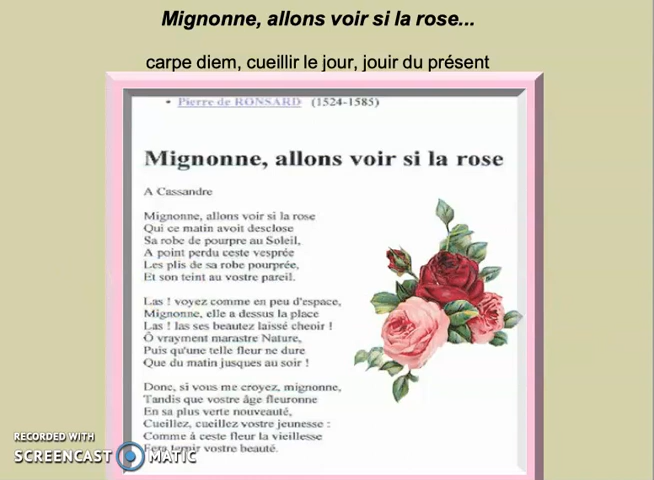 Mignonne, allons voir si la rose...
carpe diem, cueillir le jour, jouir du présent
• Pierre de RONSARD (1524-1585)
Mignonne, allons voir si la rose
A Cassandre
Mignonne, allons voir si la rose
Qui ce matin avoit desclose
Sa robe de pourpre au Soleil,
A point perdu ceste vesprée
Les plis de sa robe pourprée,
Et son teint au vostre pareil.
Las ! voyez comme en peu d'espace,
Mignonne, elle a dessus la place
Las ! las ses beautez laissé cheoir !
Ô vrayment marastre Nature,
Puis qu'une telle fleur ne dure
Que du matin jusques au soir !
Donc, si vous me croyez, mignonne,
Tandis que vostre âge fleuronne
En sa plus verte nouveauté,
Cueillez, cueillez vostre jeunesse :
Comme à ceste fleur la vieillesse
Fera ternir vostre beauté.
RECORDED WITH
SCREENCAST MATIC